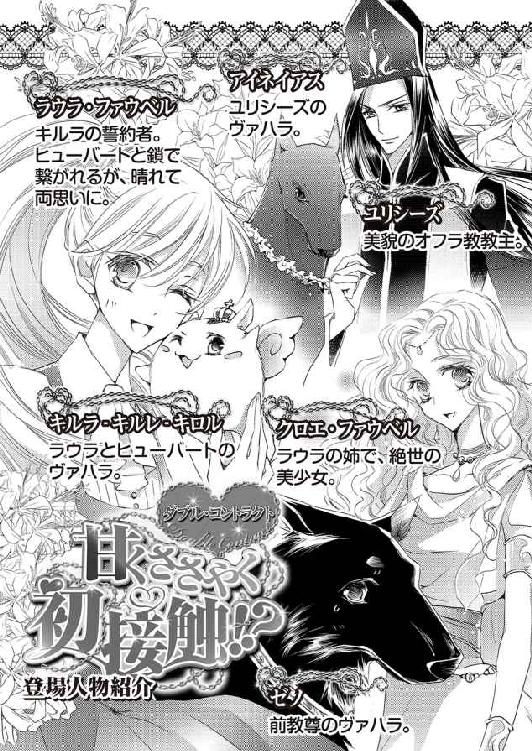 アイネイアス
ユリシーズの
ヴァハラ。
ラウラ・ファウベル
キルラの誓約者。
ヒューバートと鎖で
繋がれるが、晴れて
両思いに。
ユリシーズ
美貌のオフラ教教主。
キルラ・キルレ・キロル
ラウラとヒューバートの
ヴァハラ。
クロエ・ファウベル
ラウラの姉で、絶世の
美少女。
ダブル・コントラクト
甘くささやく
初接触!!?
登場人物紹介
ゼソ
前教尊のヴァハラ。